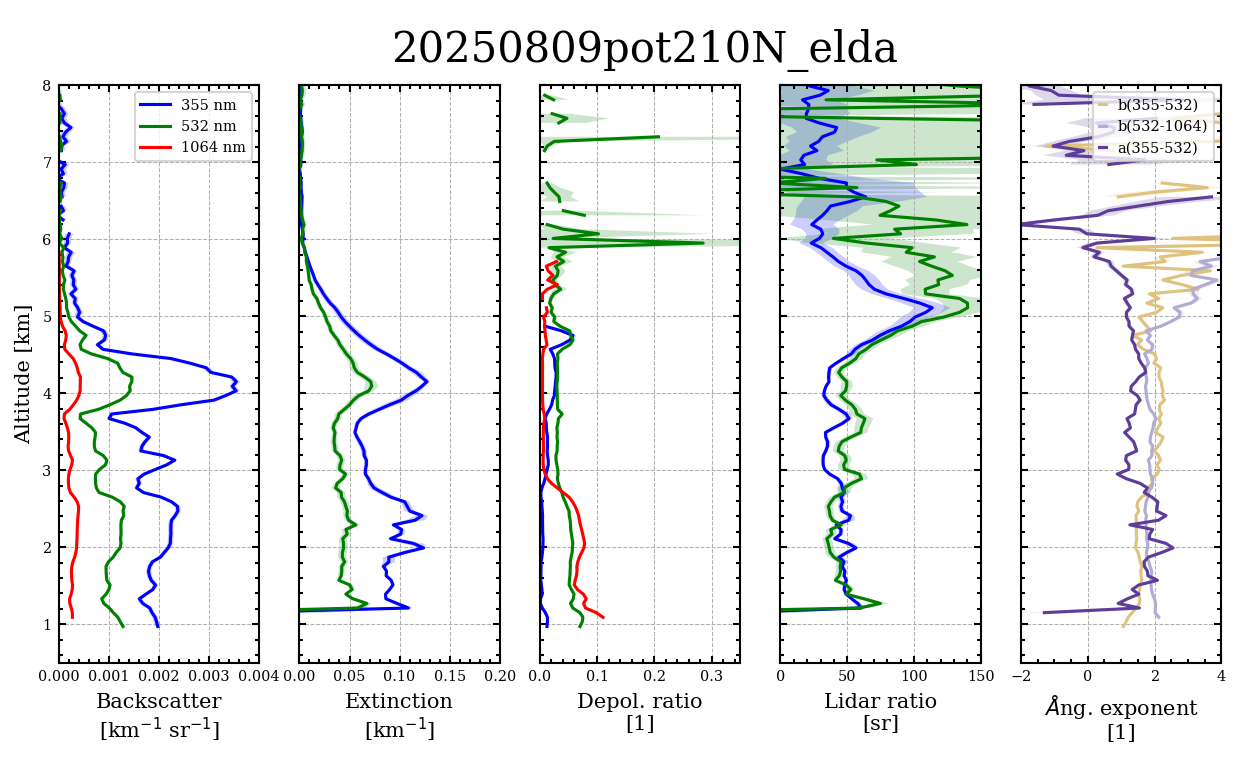 20250809pot210N_elda
355 nm
532 nm
1064 nm
b(355-532)
b(532-1064)
a(355-532)
Altitude [km]
8
7
6
5
4
3
2
1
0.000 0.001 0.002 0.003 0.004
0.00 0.05 0.10 0.15 0.20
0.0 0.1 0.2 0.3
0 50 100 150
−2 0 2 4
Backscatter
[km⁻¹ sr⁻¹]
Extinction
[km⁻¹]
Depol. ratio
[1]
Lidar ratio
[sr]
Ång. exponent
[1]